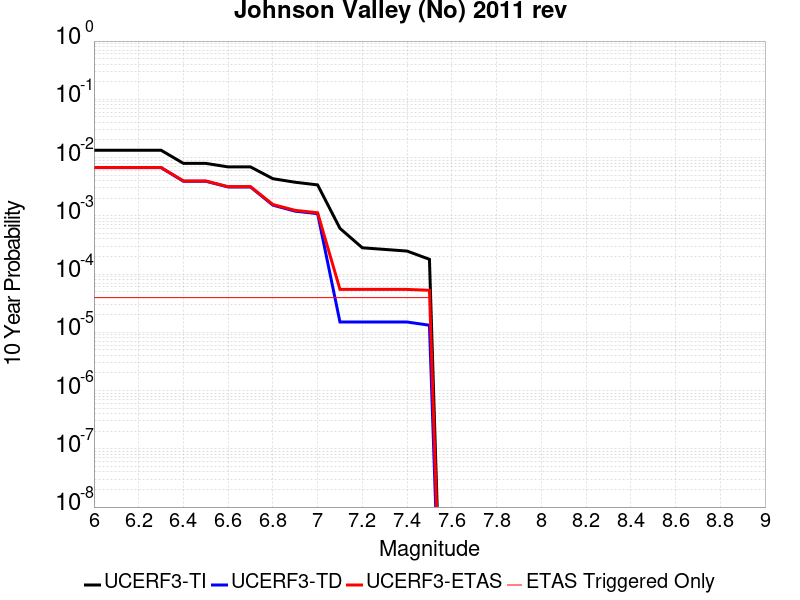 Johnson Valley (No) 2011 rev
10 Year Probability
10^0
10^-1
10^-2
10^-3
10^-4
10^-5
10^-6
10^-7
10^-8
6 6.2 6.4 6.6 6.8 7 7.2 7.4 7.6 7.8 8 8.2 8.4 8.6 8.8 9
Magnitude
UCERF3-TI UCERF3-TD UCERF3-ETAS ETAS Triggered Only